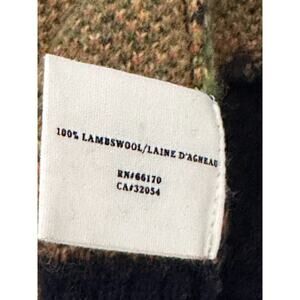 100% LAMBSWOOL/LAINE D'AGNEAU
RN#66170
CA#32054